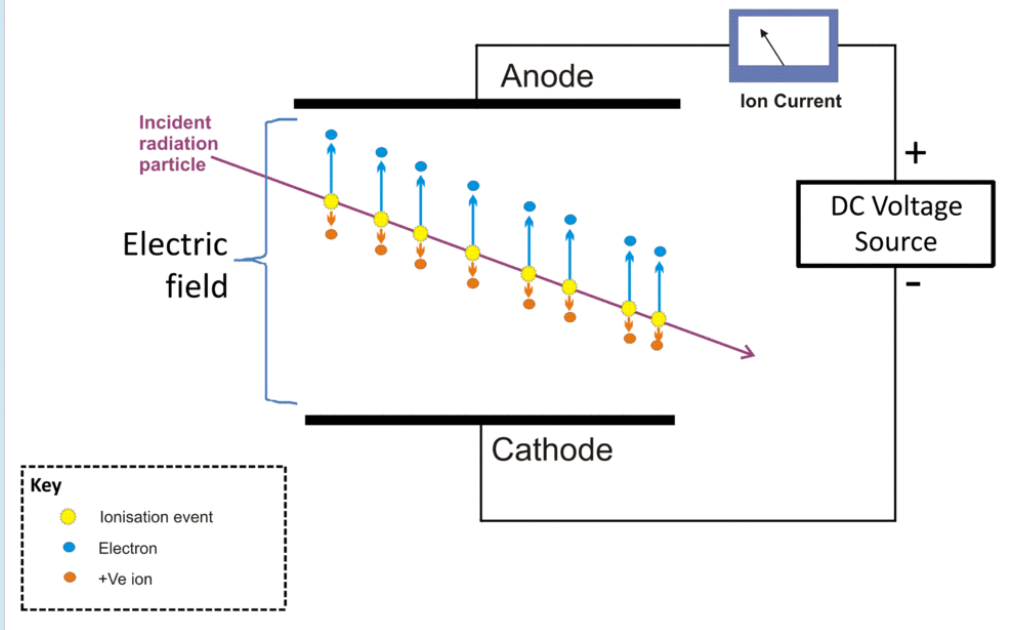 Anode
Ion Current
Incident
radiation
particle
+
DC Voltage
Source
Electric
field
-
Cathode
Key
Ionisation event
Electron
+Ve ion